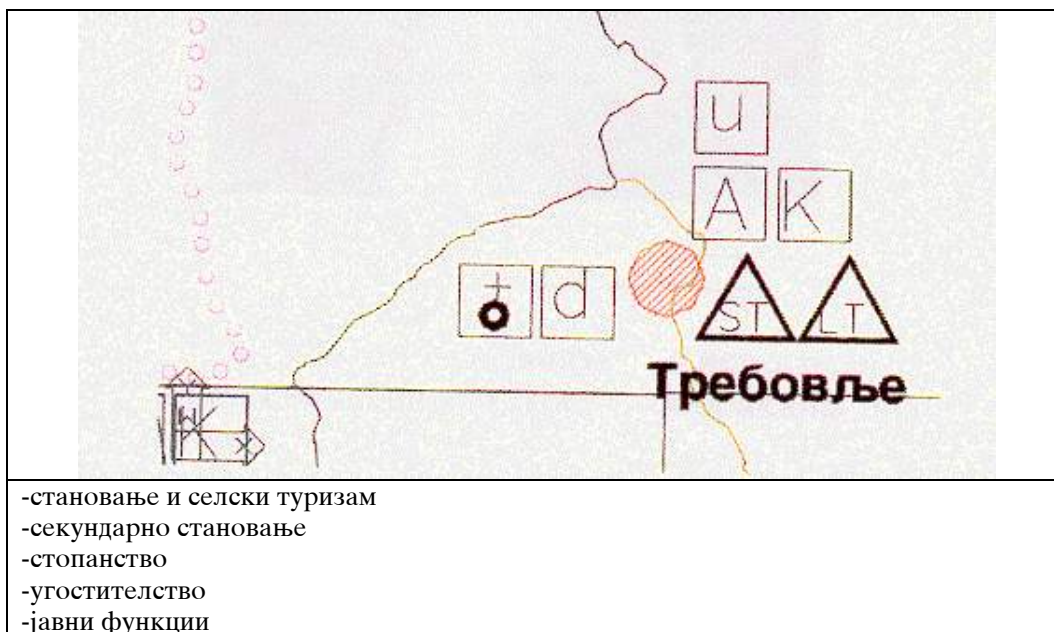 u
A K
d
ST LT
Требовље
K
-становање и селски туризам
-секундарно становање
-стопанство
-угостителство
-јавни функции